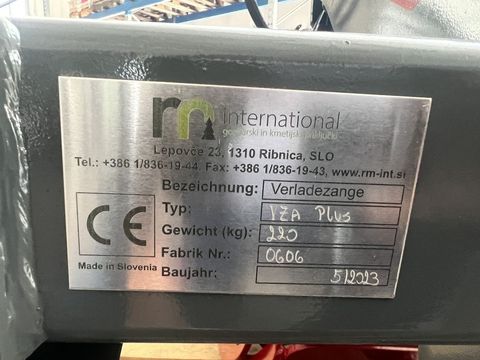 rm international
gozdarski in kmetijski priključki
Lepovče 23, 1310 Ribnica, SLO
Tel.: +386 1/836-19-44, Fax: +386 1/836-19-43, www.rm-int.si
Bezeichnung: Verladezange
Typ: VZA Plus
Gewicht (kg): 220
Fabrik Nr.: 0606
Baujahr: 5/2023
CE
Made in Slovenia